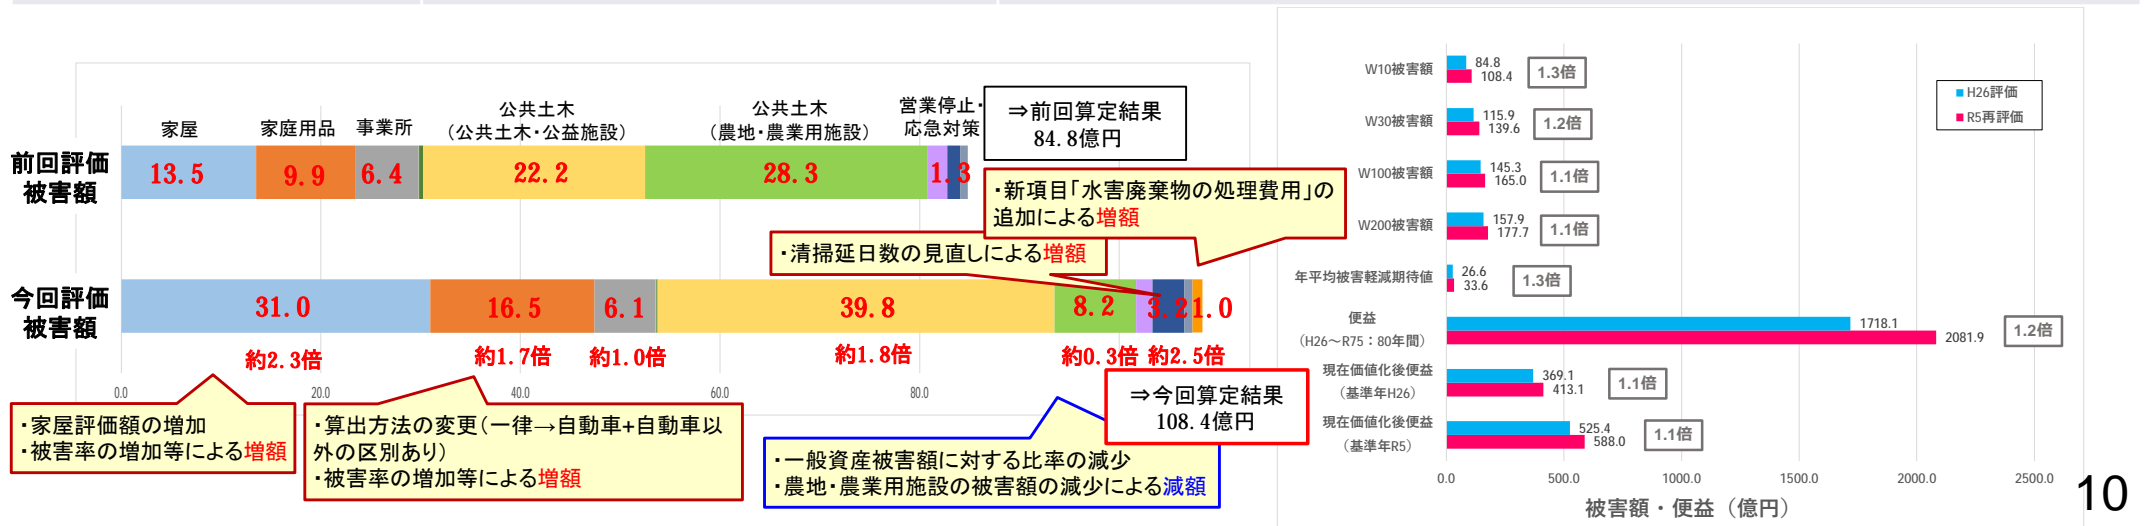 家屋
家庭用品
事業所
公共土木
（公共土木・公益施設）
公共土木
（農地・農業用施設）
営業停止・
応急対策
⇒前回算定結果
84.8億円
前回評価
被害額
13.5
9.9
6.4
22.2
28.3
1.3
・新項目「水害廃棄物の処理費用」の
追加による増額
・清掃延日数の見直しによる増額
今回評価
被害額
31.0
16.5
6.1
39.8
8.2
3.2
1.0
約2.3倍
約1.7倍
約1.0倍
約1.8倍
約0.3倍
約2.5倍
0.0
20.0
40.0
60.0
80.0
⇒今回算定結果
108.4億円
・家屋評価額の増加
・被害率の増加等による増額
・算出方法の変更（一律→自動車+自動車以
外の区別あり）
・被害率の増加等による増額
・一般資産被害額に対する比率の減少
・農地・農業用施設の被害額の減少による減額
W10被害額
84.8
108.4
1.3倍
H26評価
R5再評価
W30被害額
115.9
139.6
1.2倍
W100被害額
145.3
165.0
1.1倍
W200被害額
157.9
177.7
1.1倍
年平均被害軽減期待値
26.6
33.6
1.3倍
便益
（H26～R75：80年間）
1718.1
2081.9
1.2倍
現在価値化後便益
（基準年H26）
369.1
413.1
1.1倍
現在価値化後便益
（基準年R5）
525.4
588.0
1.1倍
0.0
500.0
1000.0
1500.0
2000.0
2500.0
被害額・便益（億円）
10